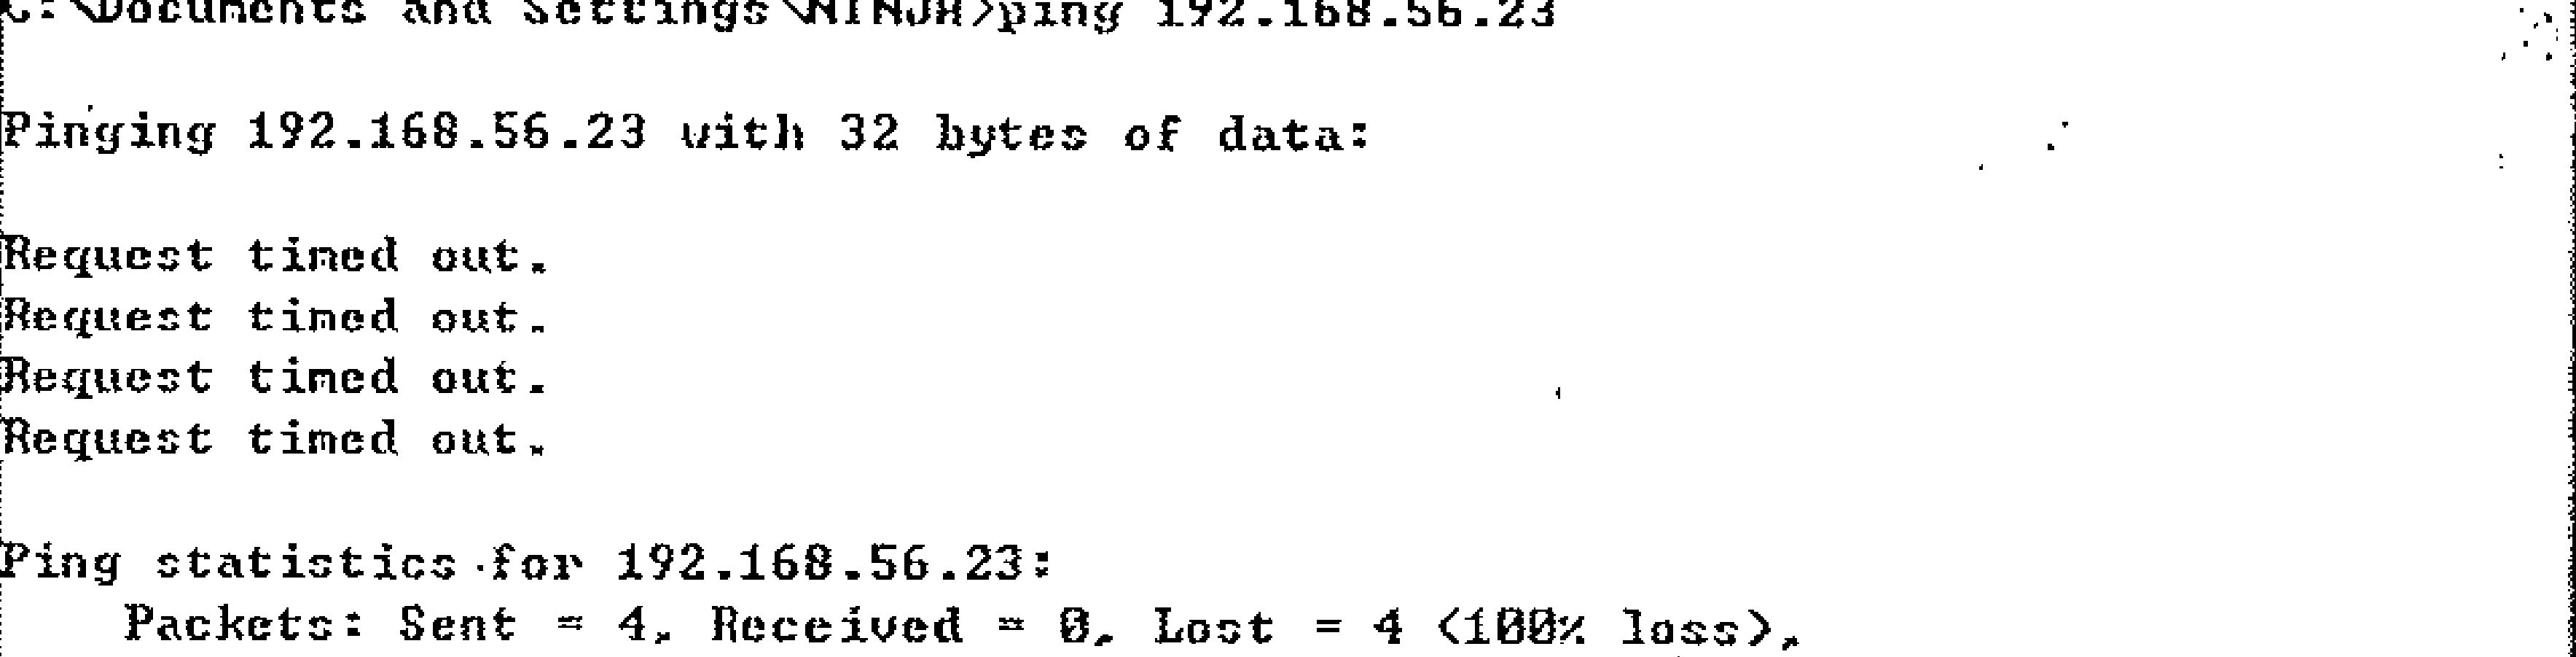 C:\Documents and Settings\NINJA>ping 192.168.56.23
Pinging 192.168.56.23 with 32 bytes of data:
Request timed out.
Request timed out.
Request timed out.
Request timed out.
Ping statistics for 192.168.56.23:
Packets: Sent = 4, Received = 0, Lost = 4 (100% loss),